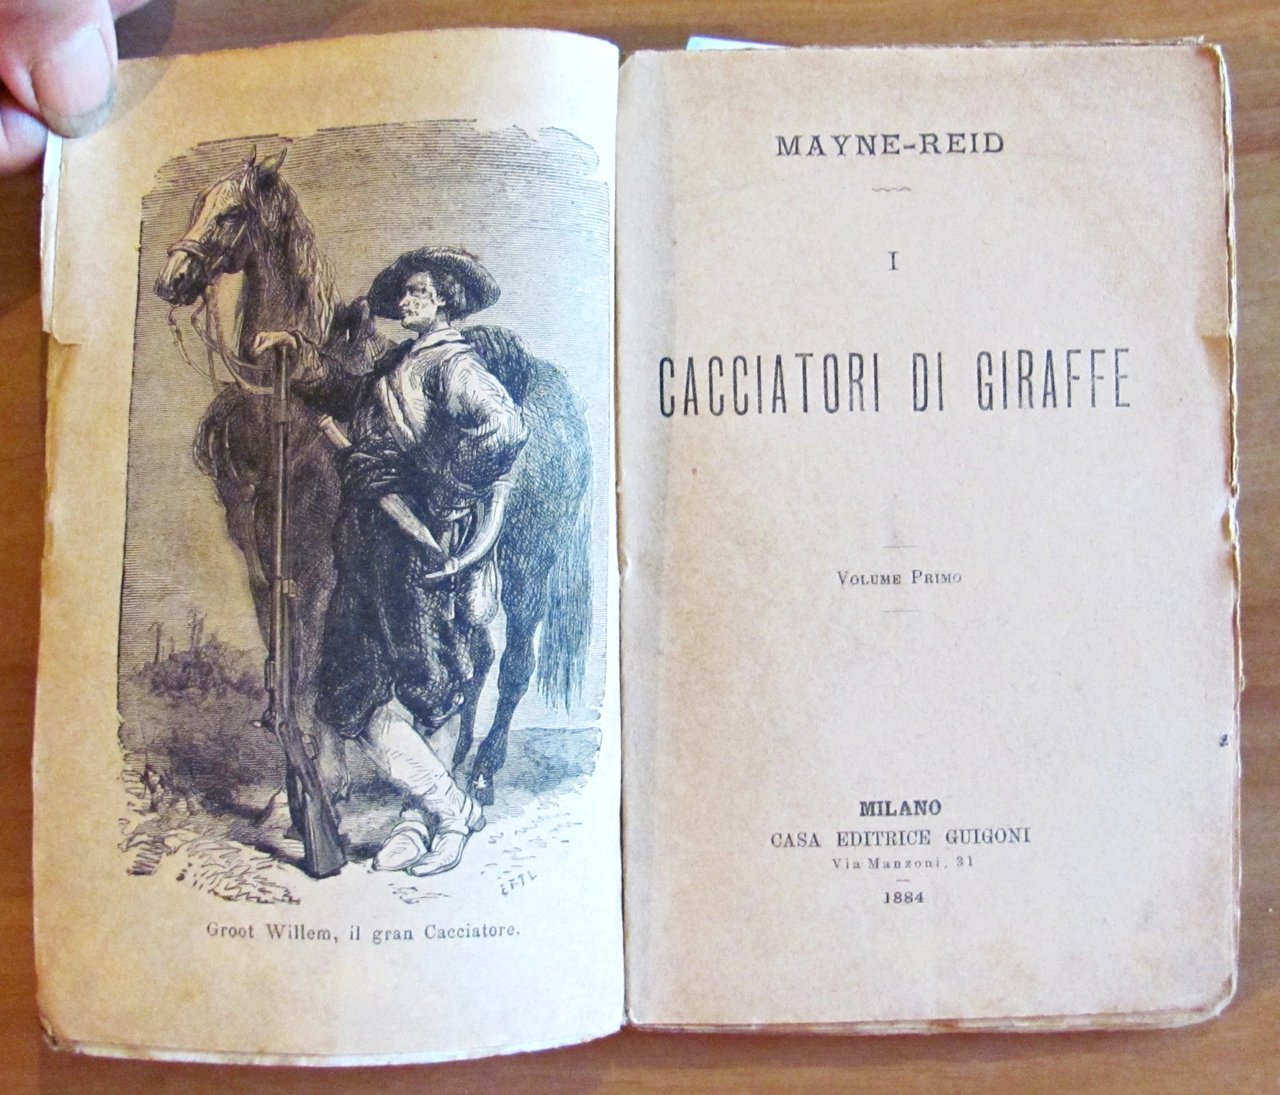 Groot Willem, il gran Cacciatore.
MAYNE-REID
I
CACCIATORI DI GIRAFFE
VOLUME PRIMO
MILANO
CASA EDITRICE GUIGONI
Via Manzoni, 31
1884